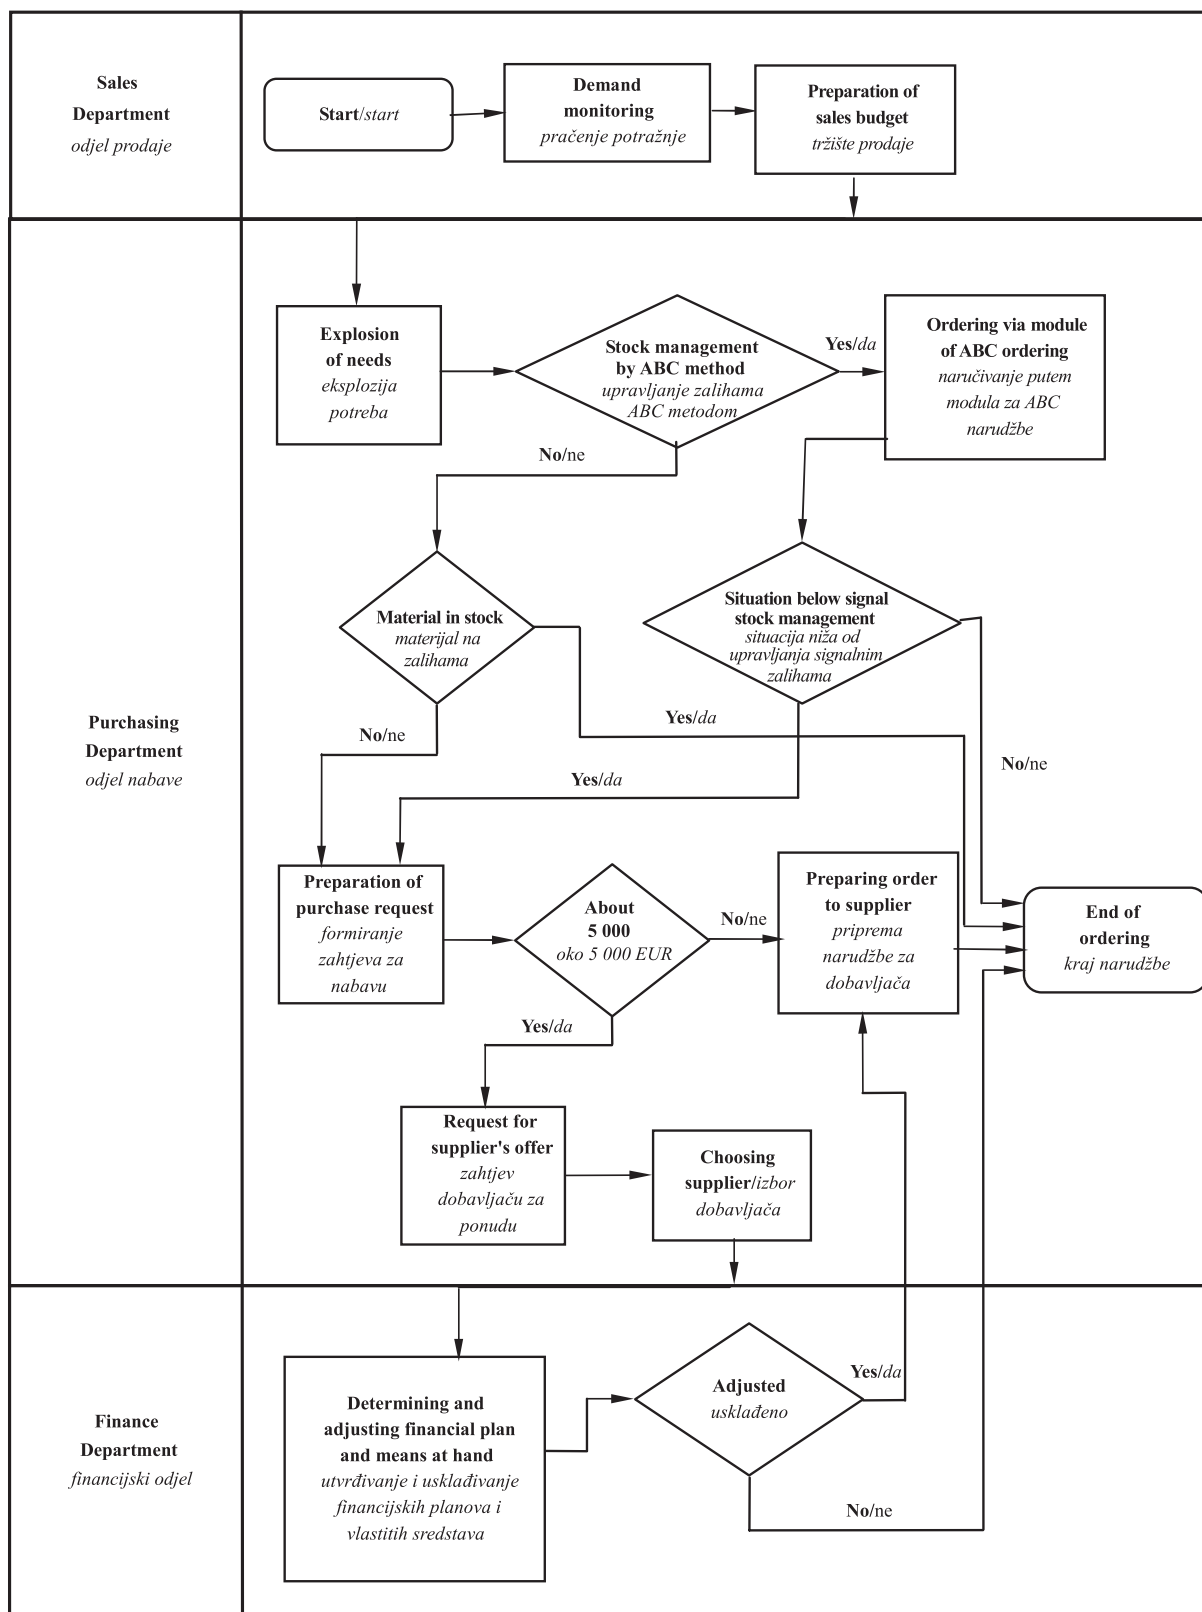 Sales
Department
odjel prodaje
Start/start
Demand
monitoring
pračenje potražnje
Preparation of
sales budget
tržište prodaje
Purchasing
Department
odjel nabave
Explosion
of needs
eksplozija
potreba
Stock management
by ABC method
upravljanje zalihama
ABC metodom
Yes/da
Ordering via module
of ABC ordering
naručivanje putem
modula za ABC
narudžbe
No/ne
Material in stock
materijal na
zalihama
Situation below signal
stock management
situacija niža od
upravljanja signalnim
zalihama
No/ne
Yes/da
Yes/da
No/ne
Preparation of
purchase request
formiranje
zahtjeva za
nabavu
About
5 000
oko 5 000 EUR
No/ne
Preparing order
to supplier
priprema
narudžbe za
dobavljača
End of
ordering
kraj narudžbe
Yes/da
Request for
supplier's offer
zahtjev
dobavljaču za
ponudu
Choosing
supplier/izbor
dobavljača
Finance
Department
financijski odjel
Determining and
adjusting financial plan
and means at hand
utvrđivanje i usklađivanje
financijskih planova i
vlastitih sredstava
Adjusted
usklađeno
Yes/da
No/ne